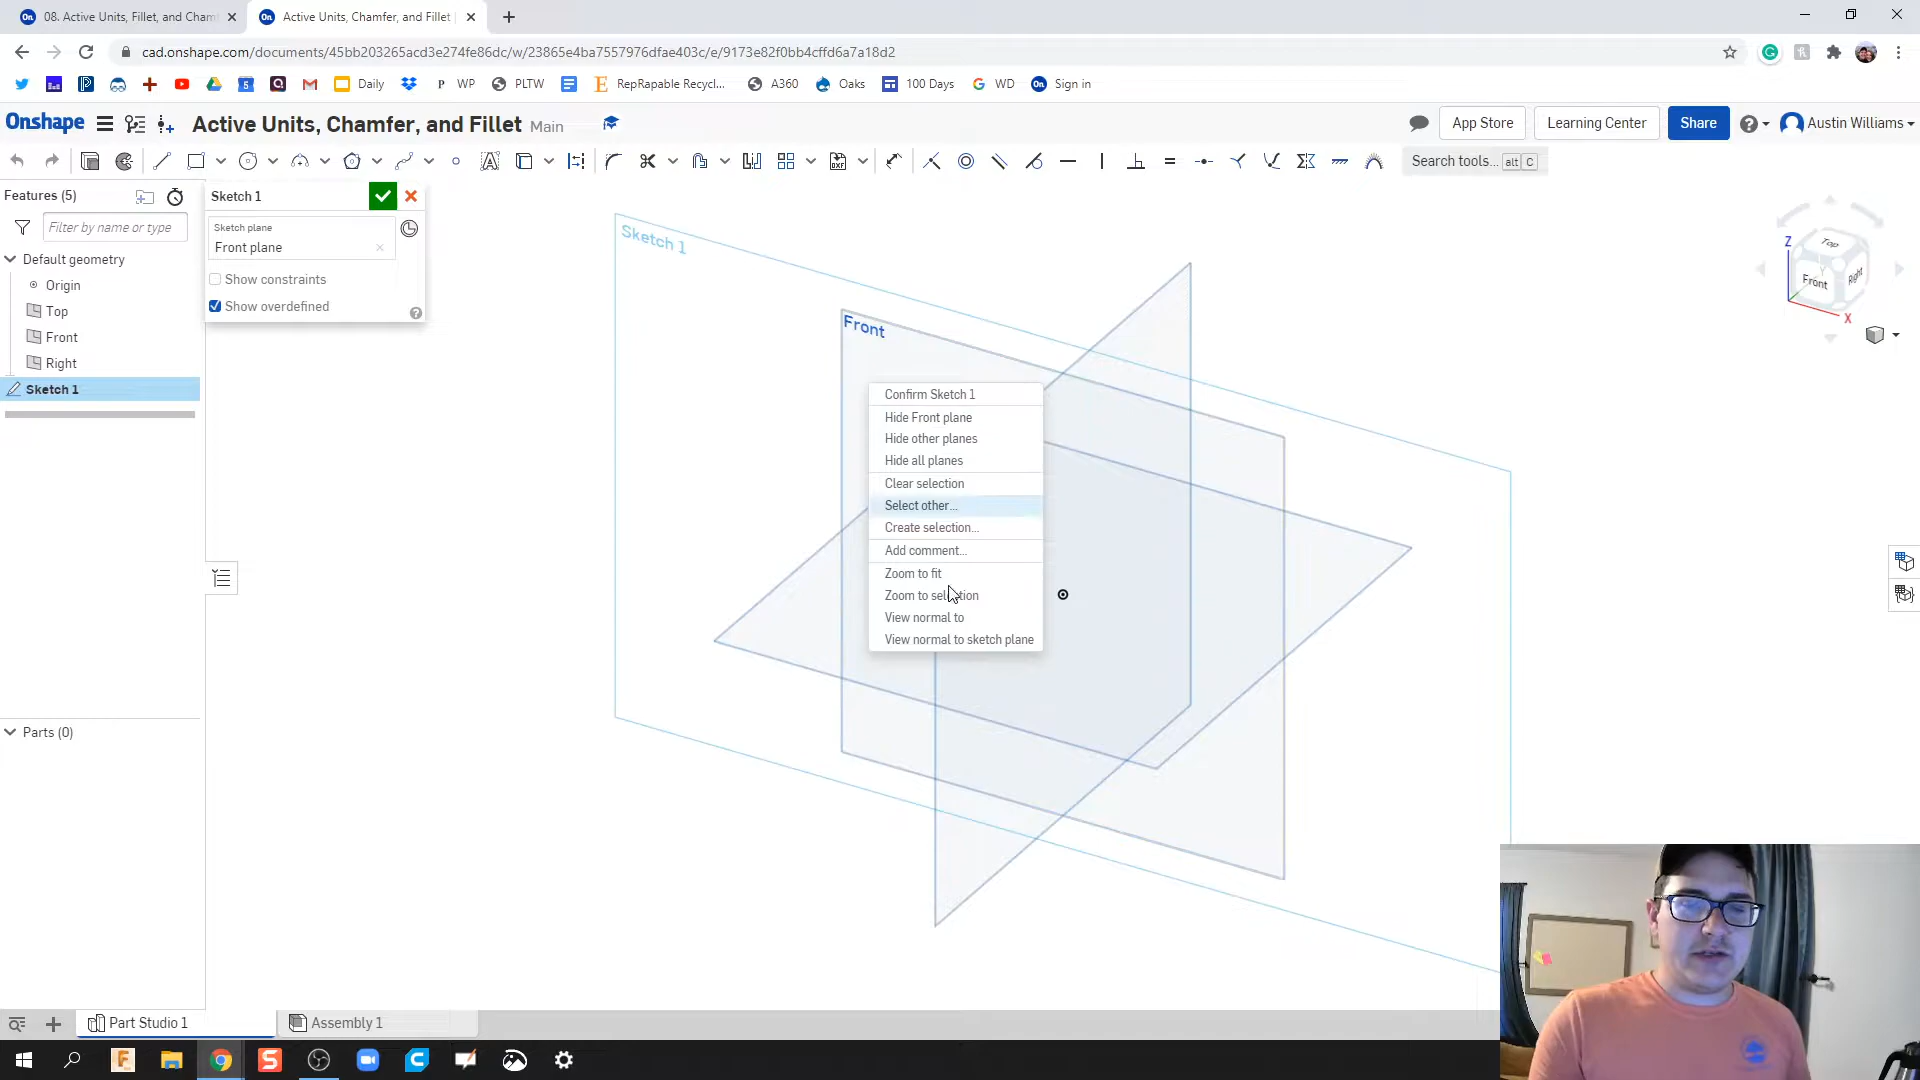 08. Active Units, Fillet, and Cham
Active Units, Chamfer, and Fillet
cad.onshape.com/documents/45bb203265acd3e274fe86dc/w/23865e4ba7557976dfae403c/e/9173e82f0bb4cffd6a7a18d2
Daily
WP
PLTW
RepRapable Recycl...
A360
Oaks
100 Days
WD
Sign in
Onshape
Active Units, Chamfer, and Fillet Main
App Store
Learning Center
Share
Austin Williams
Search tools... alt C
Features (5)
Filter by name or type
Default geometry
Origin
Top
Front
Right
Sketch 1
Parts (0)
Sketch 1
Sketch plane
Front plane
Show constraints
Show overdefined
Sketch 1
Front
Confirm Sketch 1
Hide Front plane
Hide other planes
Hide all planes
Clear selection
Select other...
Create selection...
Add comment...
Zoom to fit
Zoom to selection
View normal to
View normal to sketch plane
Z
Top
Y
Front
Right
X
Part Studio 1
Assembly 1